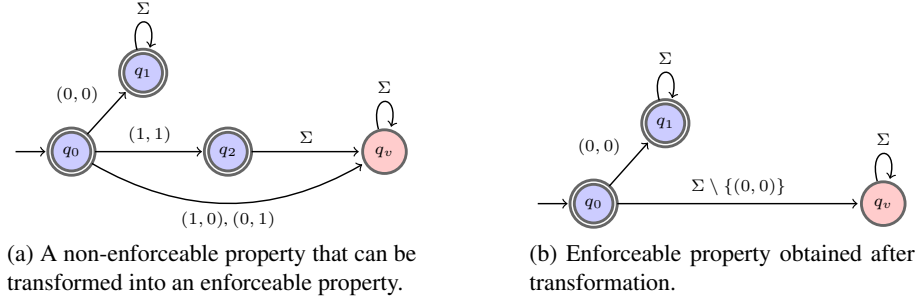 Σ
q₁
(0, 0)
(1, 1)
Σ
Σ
q₀
q₂
qᵥ
(1, 0), (0, 1)
(a) A non-enforceable property that can be
transformed into an enforceable property.
Σ
q₁
(0, 0)
Σ
Σ \ {(0, 0)}
q₀
qᵥ
(b) Enforceable property obtained after
transformation.